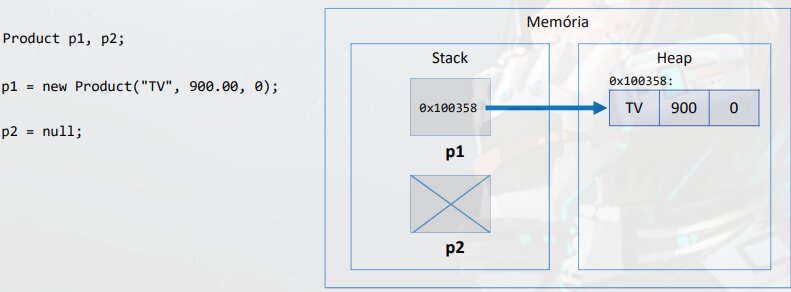 Product p1, p2;
p1 = new Product("TV", 900.00, 0);
p2 = null;
Memória
Stack
0x100358
p1
p2
Heap
0x100358:
TV 900 0